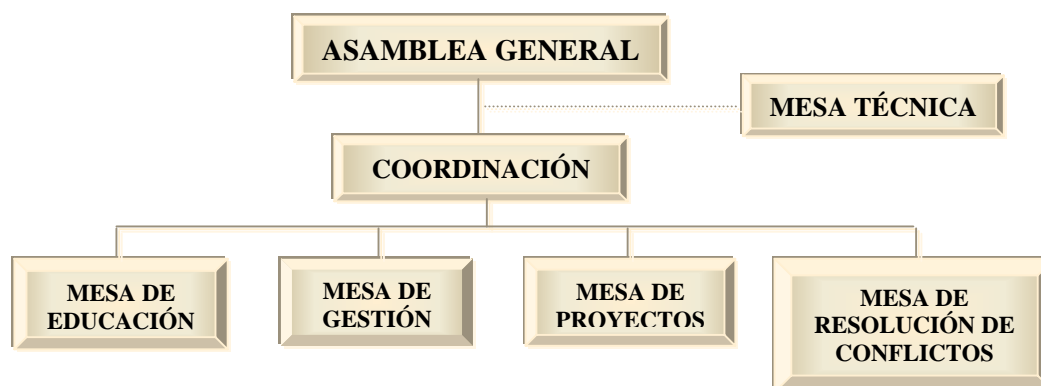 ASAMBLEA GENERAL
MESA TÉCNICA
COORDINACIÓN
MESA DE
EDUCACIÓN
MESA DE
GESTIÓN
MESA DE
PROYECTOS
MESA DE
RESOLUCIÓN DE
CONFLICTOS